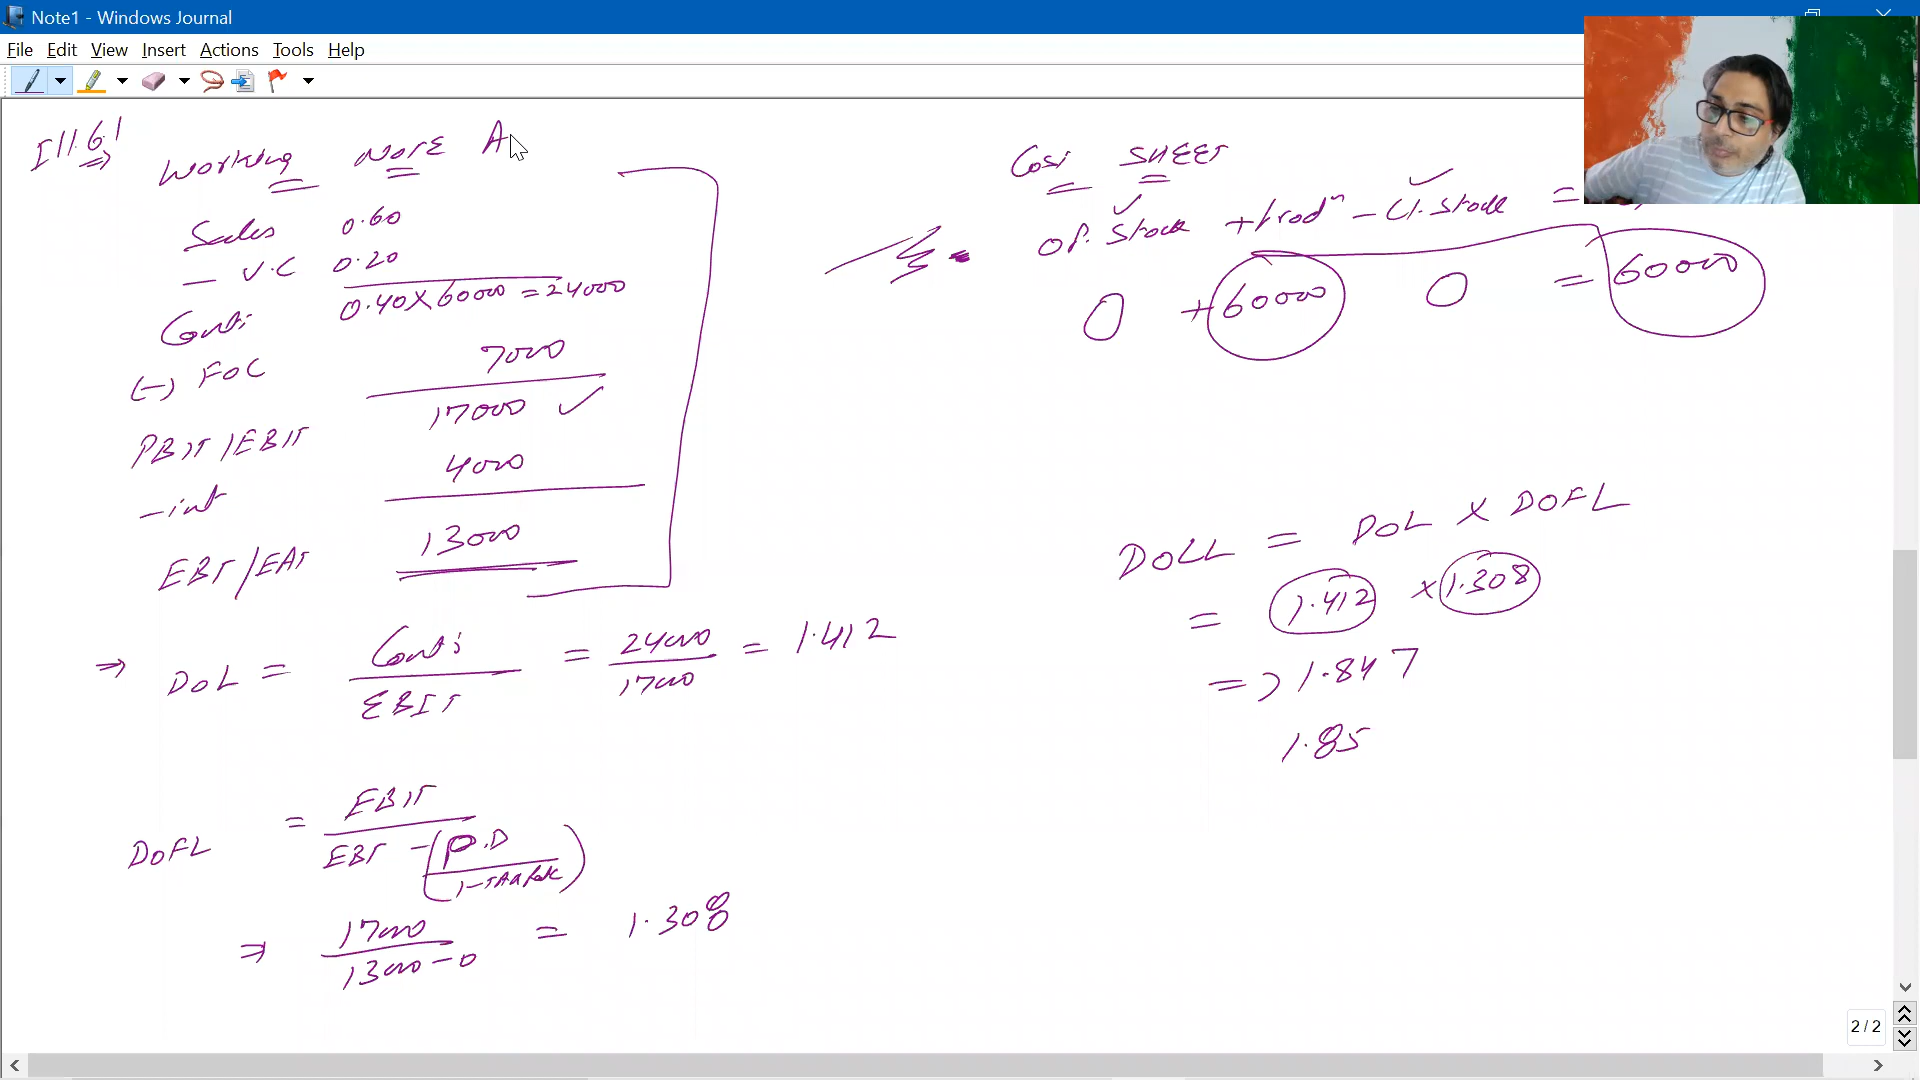 Note1 - Windows Journal
File Edit View Insert Actions Tools Help
Ill.6.1
Working Note A
Sales 0.60
- V.C 0.20
Conti 0.40 X 60000 = 24000
(-) FOC 7000
PBIT/EBIT 17000 ✓
- int 4000
EBT/EAT 13000
⇒ DOL = Conti / EBIT = 24000 / 17000 = 1.412
DOFL = EBIT / EBT - (P.D / 1-Tax Rate)
⇒ 17000 / 13000 - 0 = 1.308
Cost SHEET
OP. Stock + Prodn - Cl. Stock =
0 + 60000 0 = 60000
DOCL = DOL X DOFL
= 1.412 X 1.308
=> 1.847
1.85
2 / 2